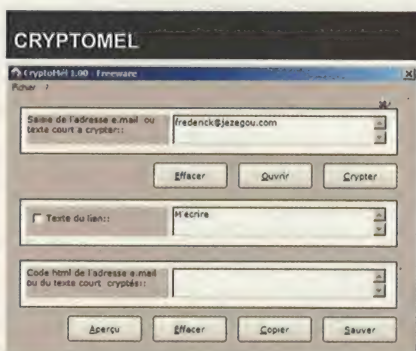 CRYPTOMEL
CryptoMél 1.00 - Freeware
Fichier ?
Saisie de l'adresse e.mail ou
texte court a crypter::
frederick@jezegou.com
Effacer Ouvrir Crypter
Texte du lien::
M'écrire
Code html de l'adresse e.mail
ou du texte court cryptés::
Aperçu Effacer Copier Sauver